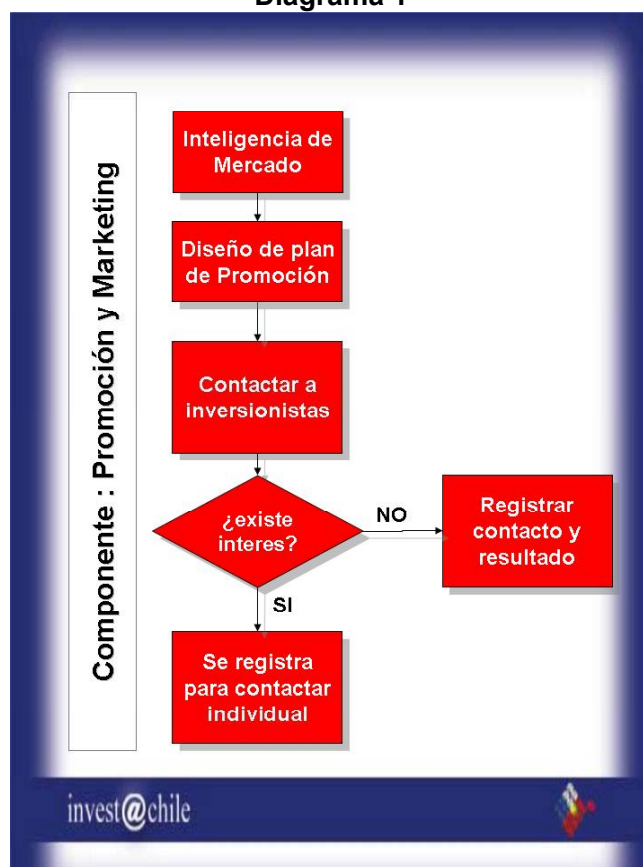 Diagrama 1
Componente : Promoción y Marketing
Inteligencia de
Mercado
Diseño de plan
de Promoción
Contactar a
inversionistas
¿existe
interes?
NO
Registrar
contacto y
resultado
SI
Se registra
para contactar
individual
invest@chile